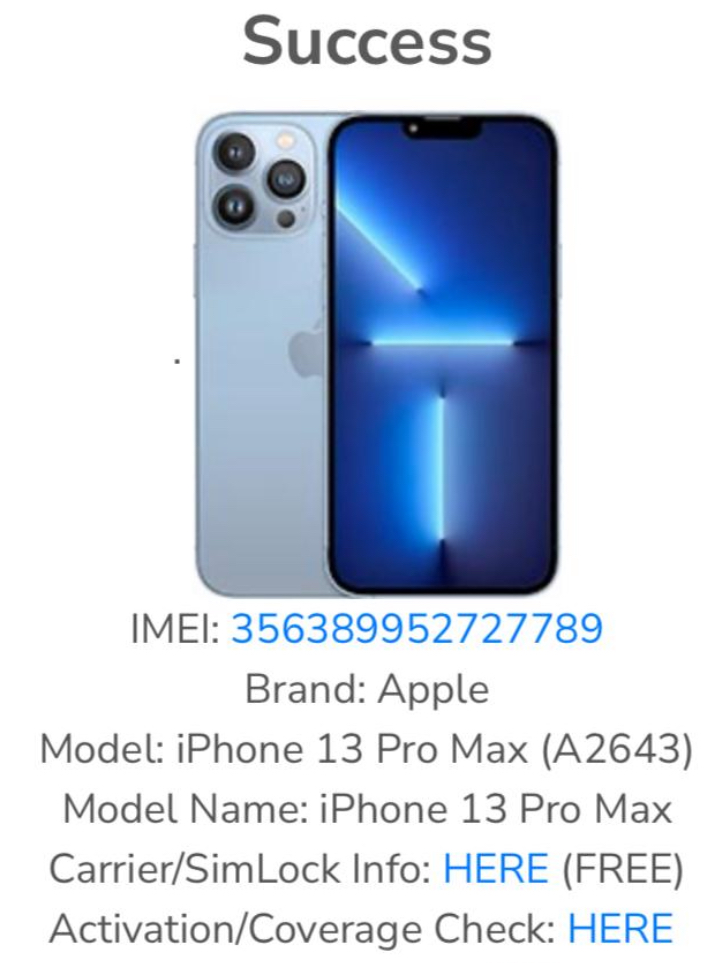 Success
IMEI: 356389952727789
Brand: Apple
Model: iPhone 13 Pro Max (A2643)
Model Name: iPhone 13 Pro Max
Carrier/SimLock Info: HERE (FREE)
Activation/Coverage Check: HERE